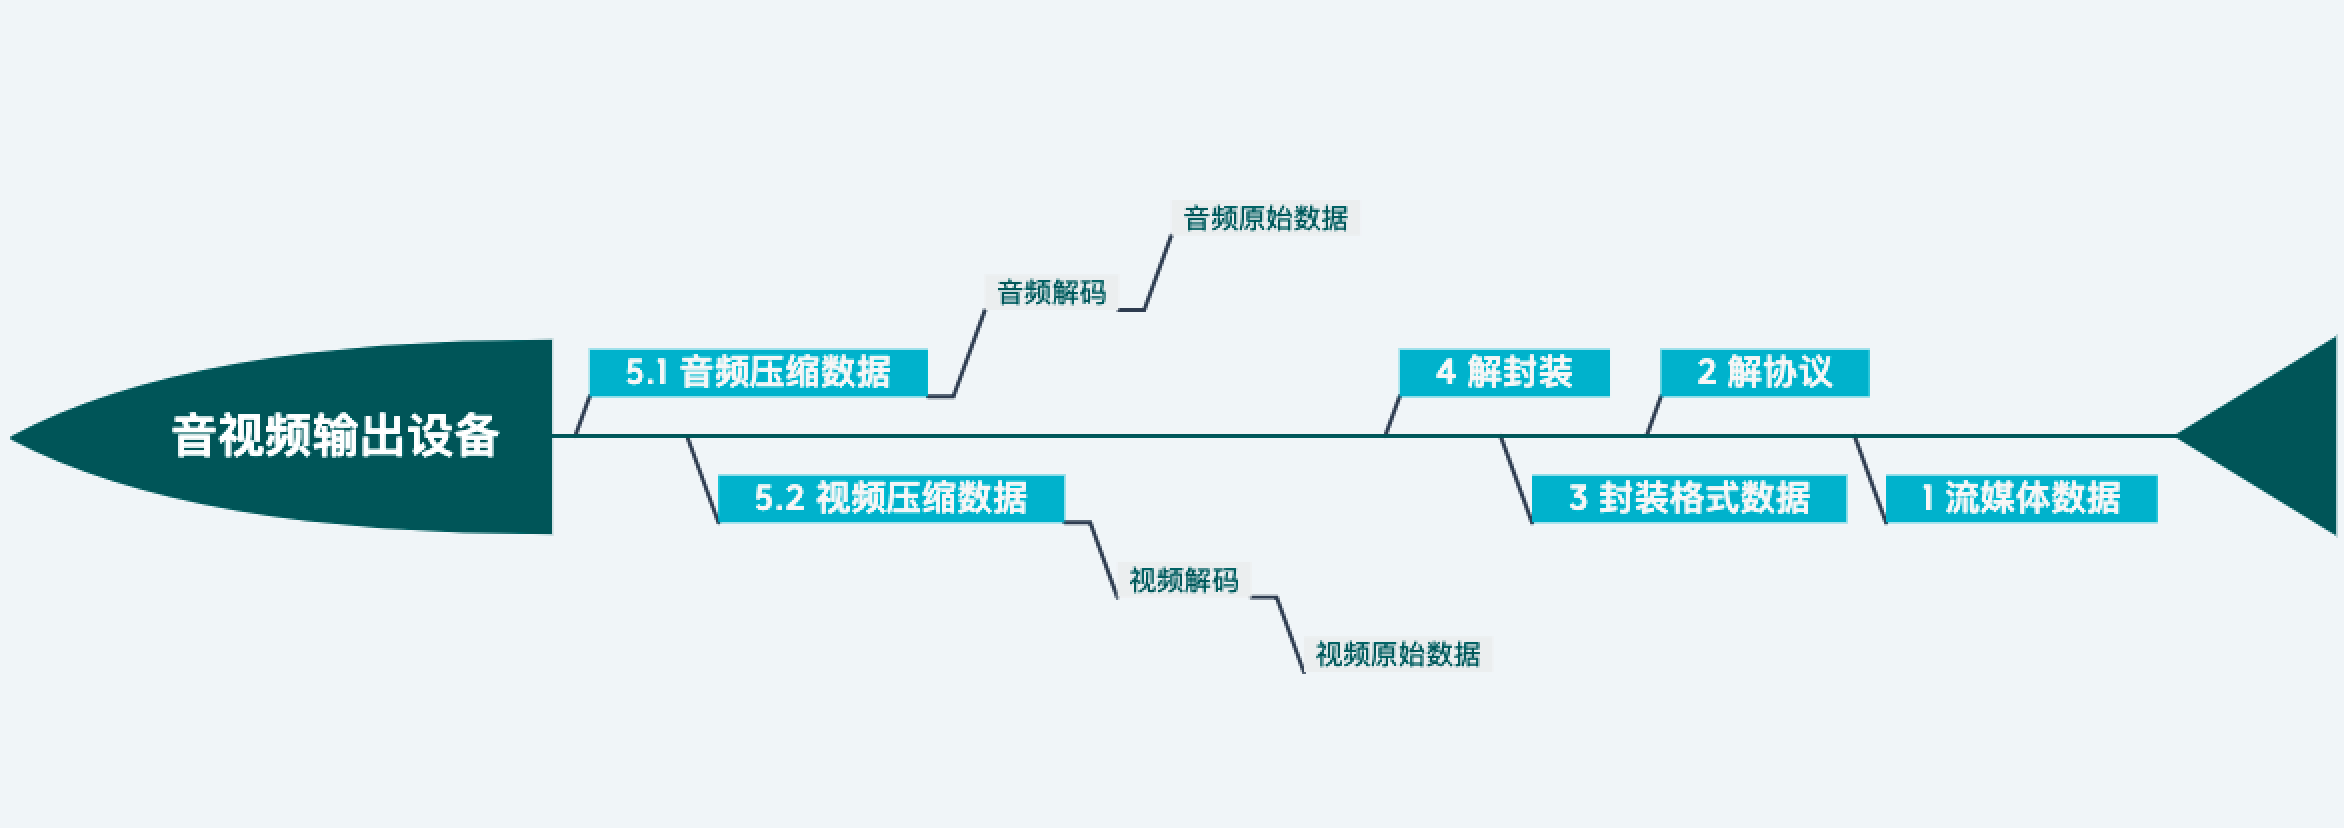 音频原始数据
音频解码
5.1 音频压缩数据
4 解封装
2 解协议
音视频输出设备
5.2 视频压缩数据
3 封装格式数据
1 流媒体数据
视频解码
视频原始数据